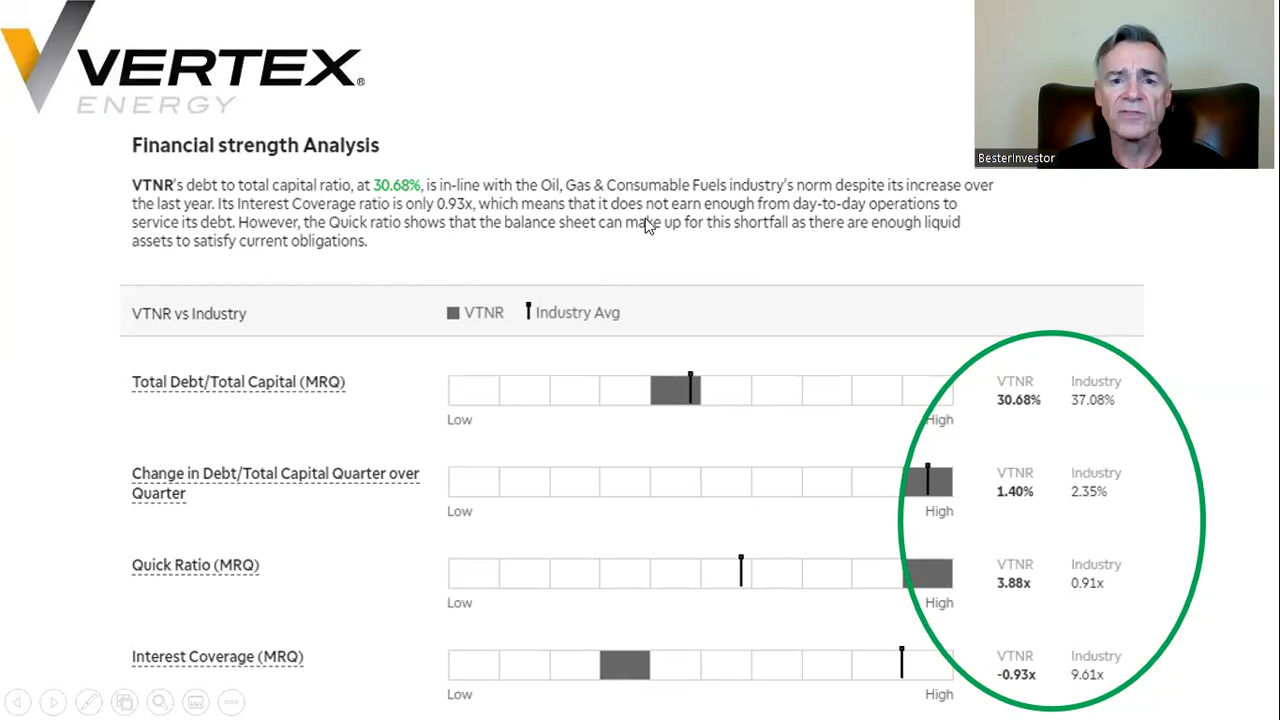 VERTEX®
ENERGY
BesterInvestor
Financial strength Analysis
VTNR's debt to total capital ratio, at 30.68%, is in-line with the Oil, Gas & Consumable Fuels industry's norm despite its increase over
the last year. Its Interest Coverage ratio is only 0.93x, which means that it does not earn enough from day-to-day operations to
service its debt. However, the Quick ratio shows that the balance sheet can make up for this shortfall as there are enough liquid
assets to satisfy current obligations.
VTNR vs Industry
VTNR
Industry Avg
Total Debt/Total Capital (MRQ)
Low
High
VTNR
Industry
30.68%
37.08%
Change in Debt/Total Capital Quarter over
Quarter
Low
High
VTNR
Industry
1.40%
2.35%
Quick Ratio (MRQ)
Low
High
VTNR
Industry
3.88x
0.91x
Interest Coverage (MRQ)
Low
High
VTNR
Industry
-0.93x
9.61x